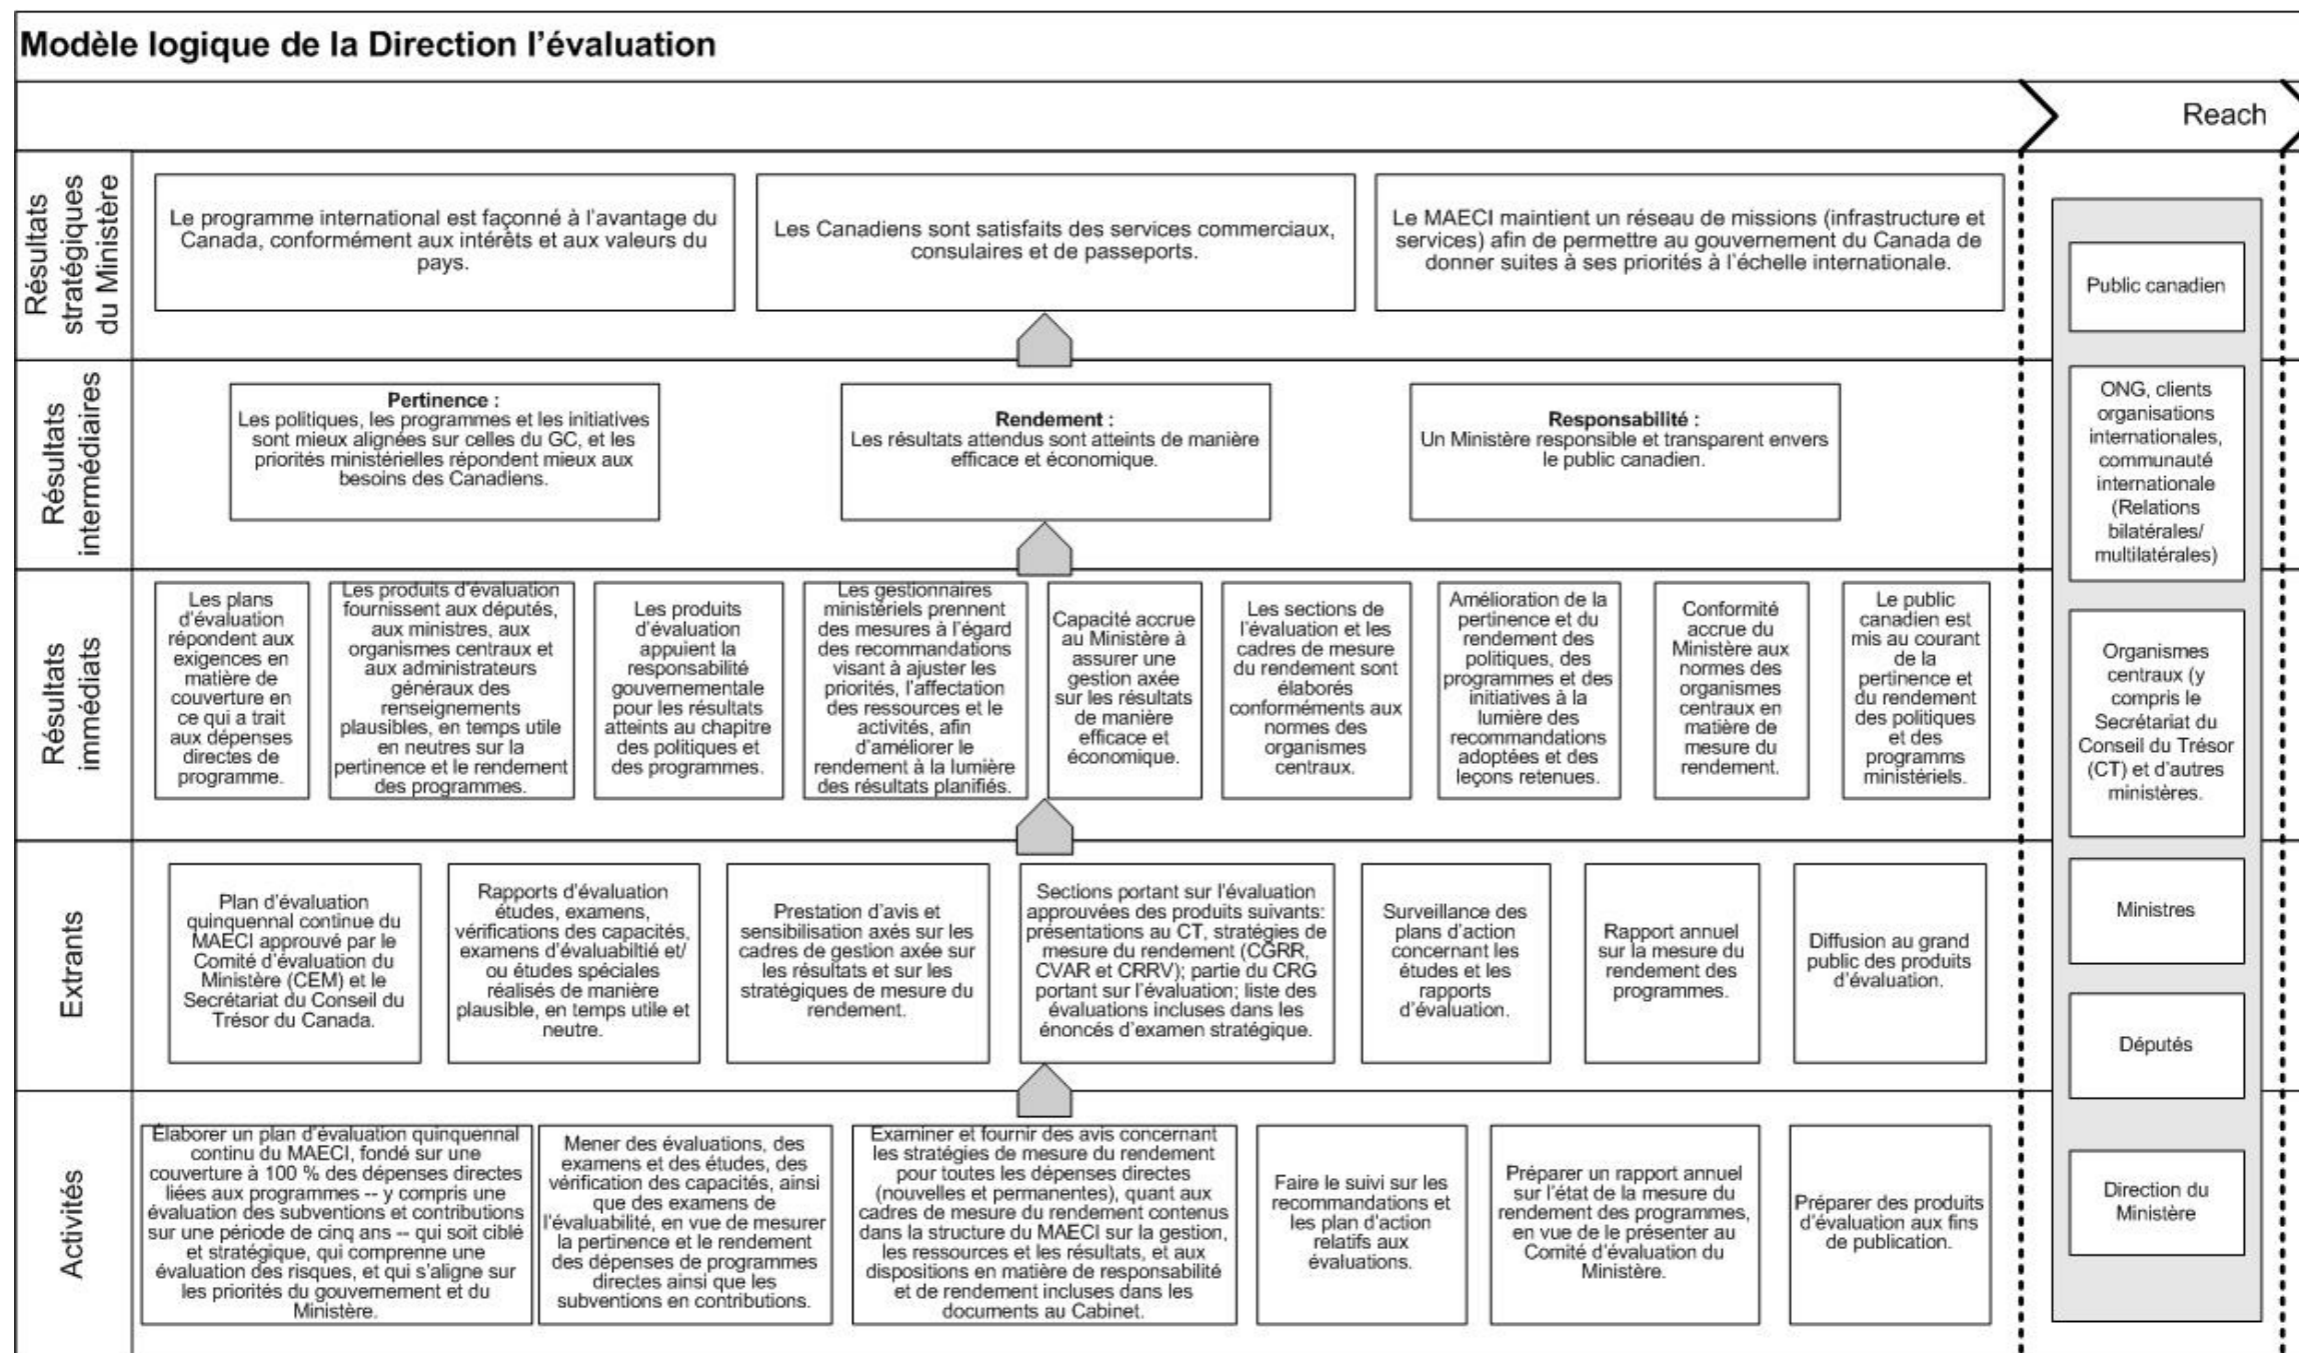 Modèle logique de la Direction l'évaluation
Reach
Résultats
stratégiques
du Ministère
Le programme international est façonné à l'avantage du
Canada, conformément aux intérêts et aux valeurs du
pays.
Les Canadiens sont satisfaits des services commerciaux,
consulaires et de passeports.
Le MAECI maintient un réseau de missions (infrastructure et
services) afin de permettre au gouvernement du Canada de
donner suites à ses priorités à l'échelle internationale.
Résultats
intermédiaires
Pertinence :
Les politiques, les programmes et les initiatives
sont mieux alignées sur celles du GC, et les
priorités ministérielles répondent mieux aux
besoins des Canadiens.
Rendement :
Les résultats attendus sont atteints de manière
efficace et économique.
Responsabilité :
Un Ministère responsible et transparent envers
le public canadien.
Résultats
immédiats
Les plans
d'évaluation
répondent aux
exigences en
matière de
couverture en
ce qui a trait
aux dépenses
directes de
programme.
Les produits d'évaluation
fournissent aux députés,
aux ministres, aux
organismes centraux et
aux administrateurs
généraux des
renseignements
plausibles, en temps utile
en neutres sur la
pertinence et le rendement
des programmes.
Les produits
d'évaluation
appuient la
responsabilité
gouvernementale
pour les résultats
atteints au chapitre
des politiques et
des programmes.
Les gestionnaires
ministériels prennent
des mesures à l'égard
des recommandations
visant à ajuster les
priorités, l'affectation
des ressources et le
activités, afin
d'améliorer le
rendement à la lumière
des résultats planifiés.
Capacité accrue
au Ministère à
assurer une
gestion axée
sur les résultats
de manière
efficace et
économique.
Les sections de
l'évaluation et les
cadres de mesure
du rendement sont
élaborés
conforméments aux
normes des
organismes
centraux.
Amélioration de la
pertinence et du
rendement des
politiques, des
programmes et des
initiatives à la
lumière des
recommandations
adoptées et des
leçons retenues.
Conformité
accrue du
Ministère aux
normes des
organismes
centraux en
matière de
mesure du
rendement.
Le public
canadien est
mis au courant
de la
pertinence et
du rendement
des politiques
et des
programms
ministériels.
Extrants
Plan d'évaluation
quinquennal continue du
MAECI approuvé par le
Comité d'évaluation du
Ministère (CEM) et le
Secrétariat du Conseil du
Trésor du Canada.
Rapports d'évaluation
études, examens,
vérifications des capacités,
examens d'évaluabiltié et/
ou études spéciales
réalisés de manière
plausible, en temps utile et
neutre.
Prestation d'avis et
sensibilisation axés sur les
cadres de gestion axée sur
les résultats et sur les
stratégiques de mesure du
rendement.
Sections portant sur l'évaluation
approuvées des produits suivants:
présentations au CT, stratégies de
mesure du rendement (CGRR,
CVAR et CRRV); partie du CRG
portant sur l'évaluation; liste des
évaluations incluses dans les
énoncés d'examen stratégique.
Surveillance des
plans d'action
concernant les
études et les
rapports
d'évaluation.
Rapport annuel
sur la mesure du
rendement des
programmes.
Diffusion au grand
public des produits
d'évaluation.
Activités
Élaborer un plan d'évaluation quinquennal
continu du MAECI, fondé sur une
couverture à 100 % des dépenses directes
liées aux programmes -- y compris une
évaluation des subventions et contributions
sur une période de cinq ans -- qui soit ciblé
et stratégique, qui comprenne une
évaluation des risques, et qui s'aligne sur
les priorités du gouvernement et du
Ministère.
Mener des évaluations, des
examens et des études, des
vérification des capacités, ainsi
que des examens de
l'évaluabilité, en vue de mesurer
la pertinence et le rendement
des dépenses de programmes
directes ainsi que les
subventions en contributions.
Examiner et fournir des avis concernant
les stratégies de mesure du rendement
pour toutes les dépenses directes
(nouvelles et permanentes), quant aux
cadres de mesure du rendement contenus
dans la structure du MAECI sur la gestion,
les ressources et les résultats, et aux
dispositions en matière de responsabilité
et de rendement incluses dans les
documents au Cabinet.
Faire le suivi sur les
recommandations et
les plan d'action
relatifs aux
évaluations.
Préparer un rapport annuel
sur l'état de la mesure du
rendement des programmes,
en vue de le présenter au
Comité d'évaluation du
Ministère.
Préparer des produits
d'évaluation aux fins
de publication.
Public canadien
ONG, clients
organisations
internationales,
communauté
internationale
(Relations
bilatérales/
multilatérales)
Organismes
centraux (y
compris le
Secrétariat du
Conseil du Trésor
(CT) et d'autres
ministères.
Ministres
Députés
Direction du
Ministère